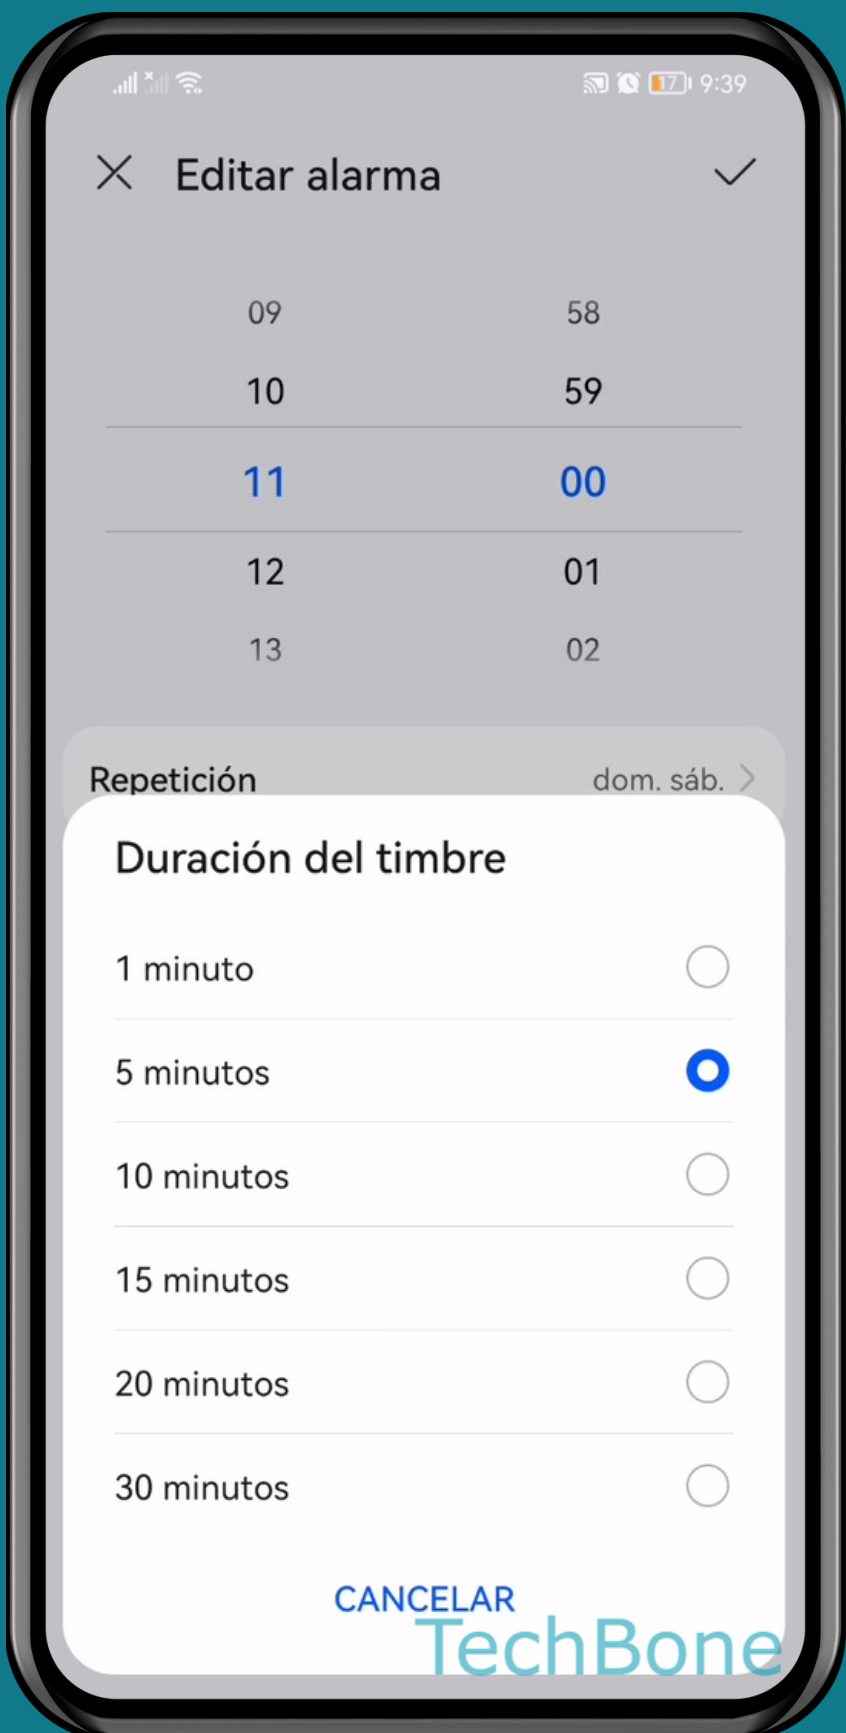 17 9:39
Editar alarma
09 58
10 59
11 00
12 01
13 02
Repetición dom. sáb.
Duración del timbre
1 minuto
5 minutos
10 minutos
15 minutos
20 minutos
30 minutos
CANCELAR
TechBone